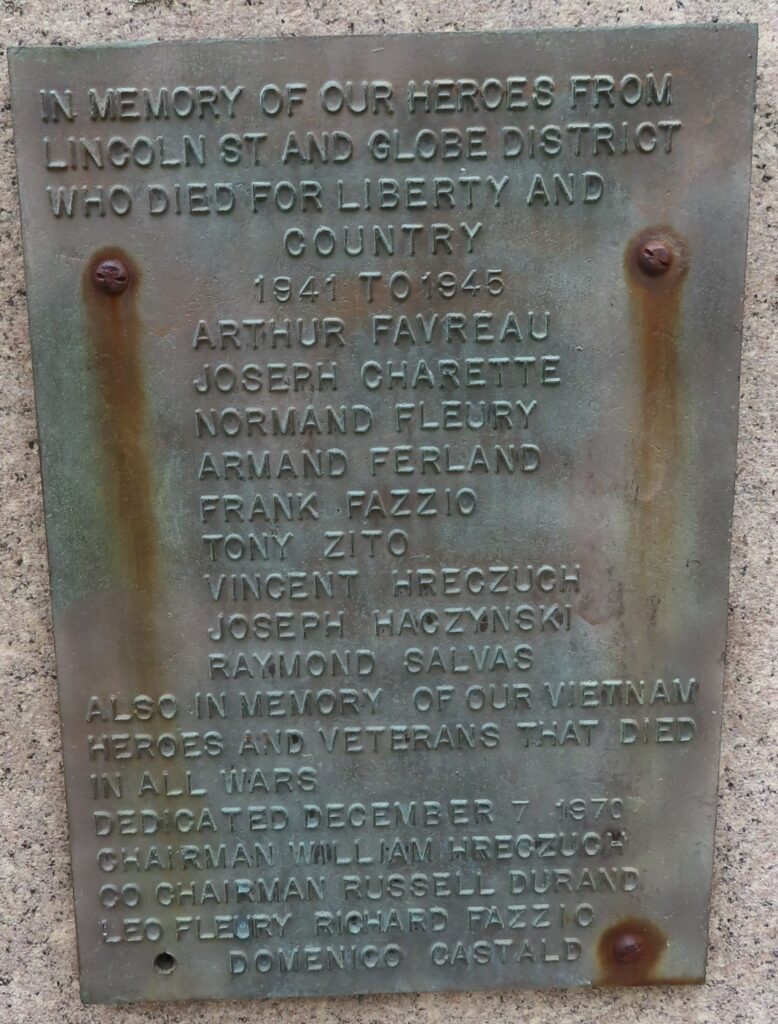 IN MEMORY OF OUR HEROES FROM
LINCOLN ST AND GLOBE DISTRICT
WHO DIED FOR LIBERTY AND
COUNTRY
1941 TO 1945
ARTHUR FAVREAU
JOSEPH CHARETTE
NORMAND FLEURY
ARMAND FERLAND
FRANK FAZZIO
TONY ZITO
VINCENT HRECZUCH
JOSEPH HACZYNSKI
RAYMOND SALVAS
ALSO IN MEMORY OF OUR VIETNAM
HEROES AND VETERANS THAT DIED
IN ALL WARS
DEDICATED DECEMBER 7 1970
CHAIRMAN WILLIAM HRECZUCH
CO CHAIRMAN RUSSELL DURAND
LEO FLEURY RICHARD FAZZIO
DOMENICO CASTALD